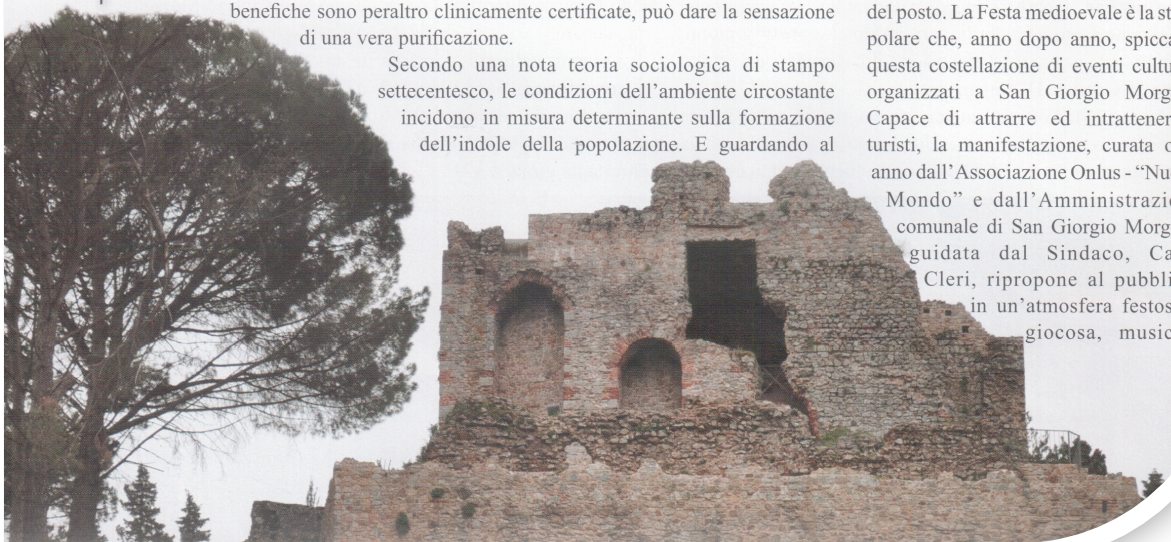 benefiche sono peraltro clinicamente certificate, può dare la sensazione
di una vera purificazione.
Secondo una nota teoria sociologica di stampo
settecentesco, le condizioni dell'ambiente circostante
incidono in misura determinante sulla formazione
dell'indole della popolazione. E guardando al
del posto. La Festa medioevale è la
polare che, anno dopo anno,
questa costellazione di eventi
organizzati a San Giorgio
Capace di attrarre ed
turisti, la manifestazione, curata
anno dall'Associazione Onlus -
Mondo" e dall'
comunale di San Giorgio
guidata dal Sindaco,
Cleri, ripropone al
in un'atmosfera
giocosa,